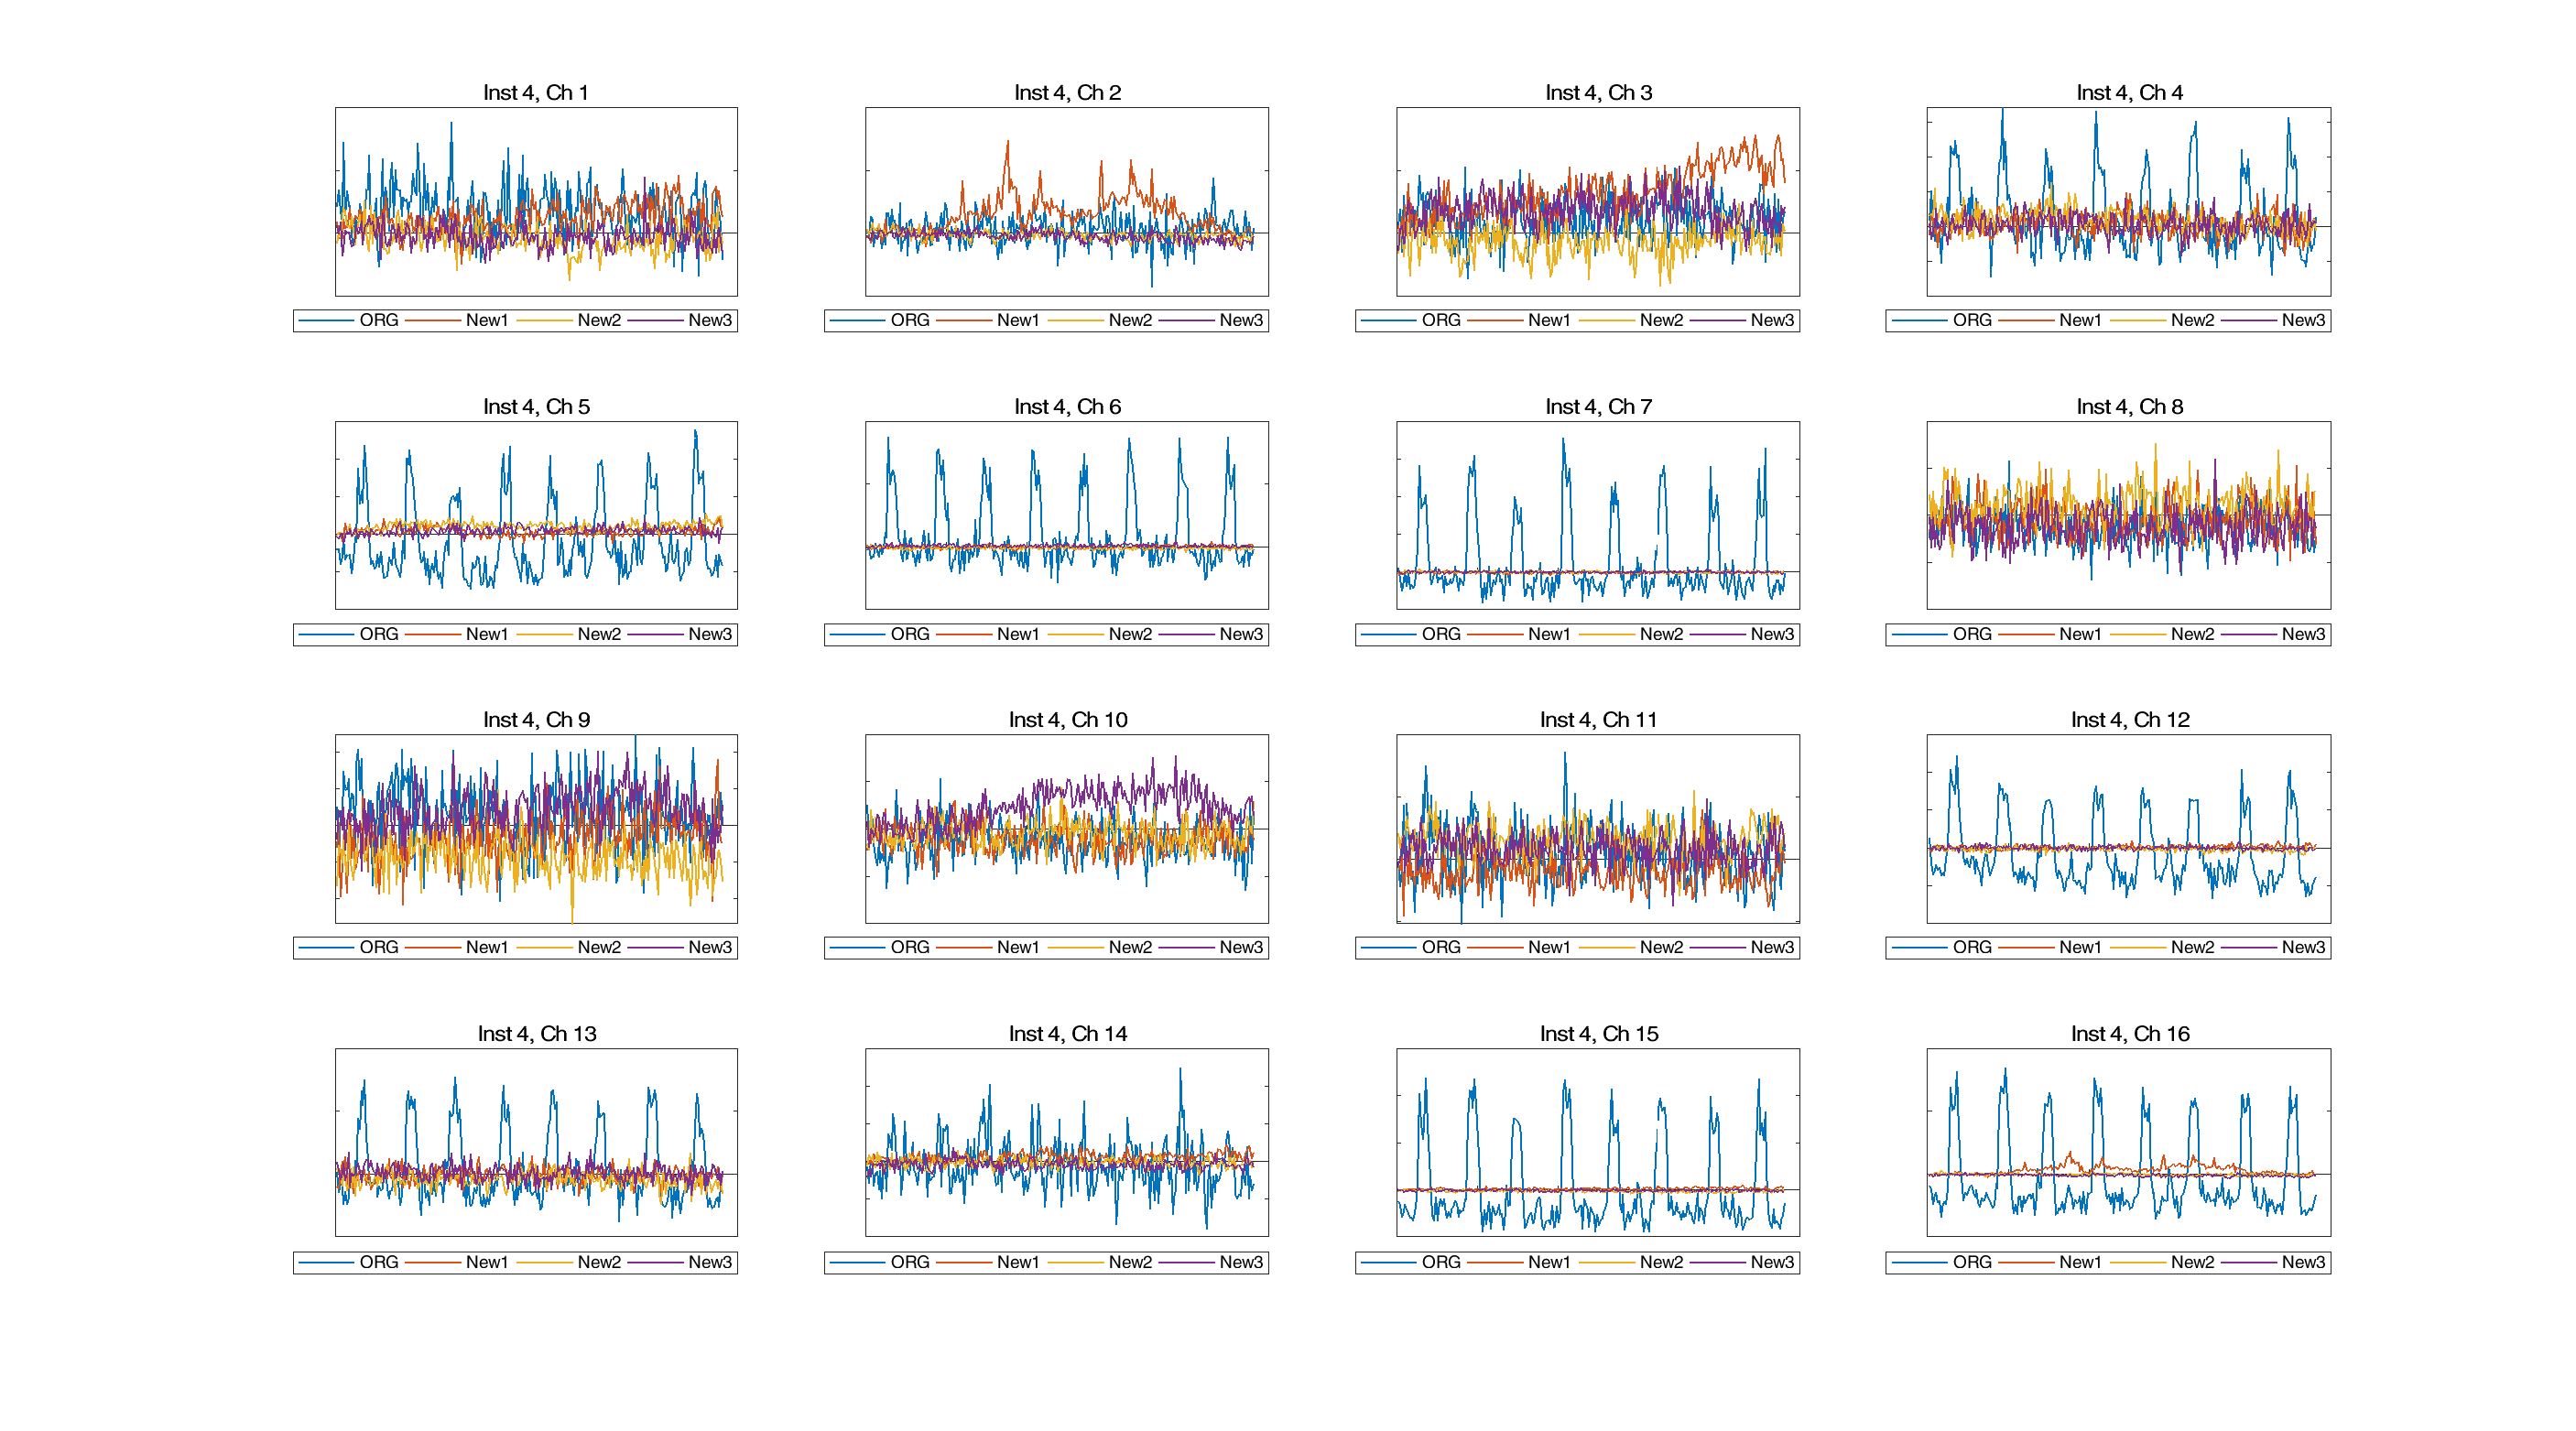 Inst 4, Ch 1
Inst 4, Ch 2
Inst 4, Ch 3
Inst 4, Ch 4
ORG New1 New2 New3
ORG New1 New2 New3
ORG New1 New2 New3
ORG New1 New2 New3
Inst 4, Ch 5
Inst 4, Ch 6
Inst 4, Ch 7
Inst 4, Ch 8
ORG New1 New2 New3
ORG New1 New2 New3
ORG New1 New2 New3
ORG New1 New2 New3
Inst 4, Ch 9
Inst 4, Ch 10
Inst 4, Ch 11
Inst 4, Ch 12
ORG New1 New2 New3
ORG New1 New2 New3
ORG New1 New2 New3
ORG New1 New2 New3
Inst 4, Ch 13
Inst 4, Ch 14
Inst 4, Ch 15
Inst 4, Ch 16
ORG New1 New2 New3
ORG New1 New2 New3
ORG New1 New2 New3
ORG New1 New2 New3